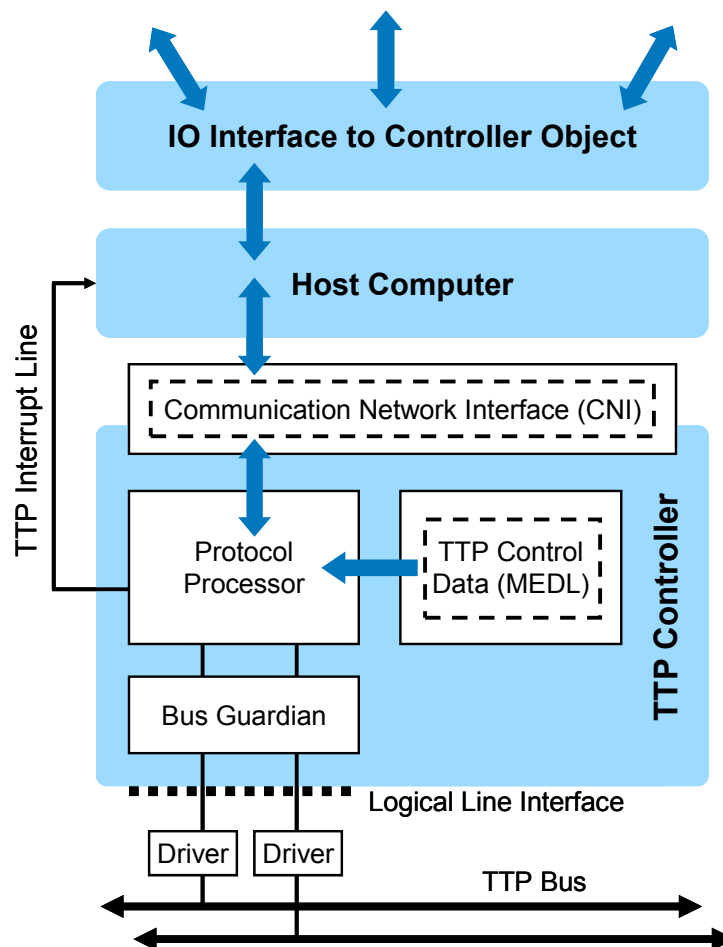 IO Interface to Controller Object
Host Computer
TTP Interrupt Line
Communication Network Interface (CNI)
Protocol
Processor
TTP Control
Data (MEDL)
TTP Controller
Bus Guardian
Logical Line Interface
Driver
Driver
TTP Bus